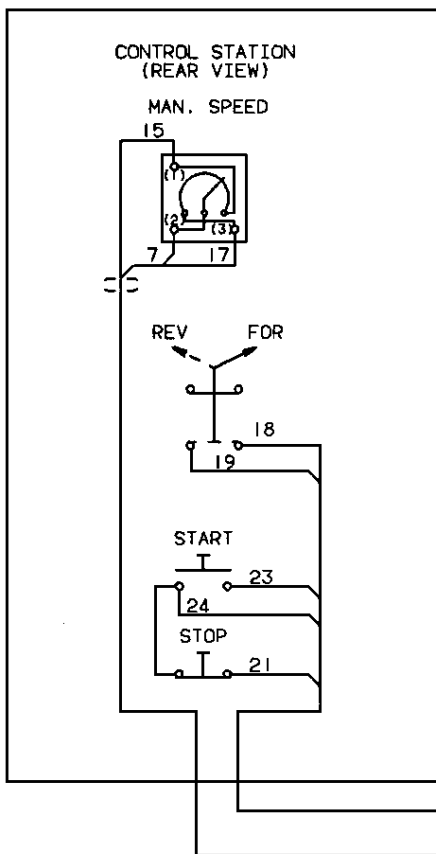 CONTROL STATION
(REAR VIEW)
MAN. SPEED
15
(1)
(2)
(3)
7
17
REV
FOR
18
19
START
23
24
STOP
21